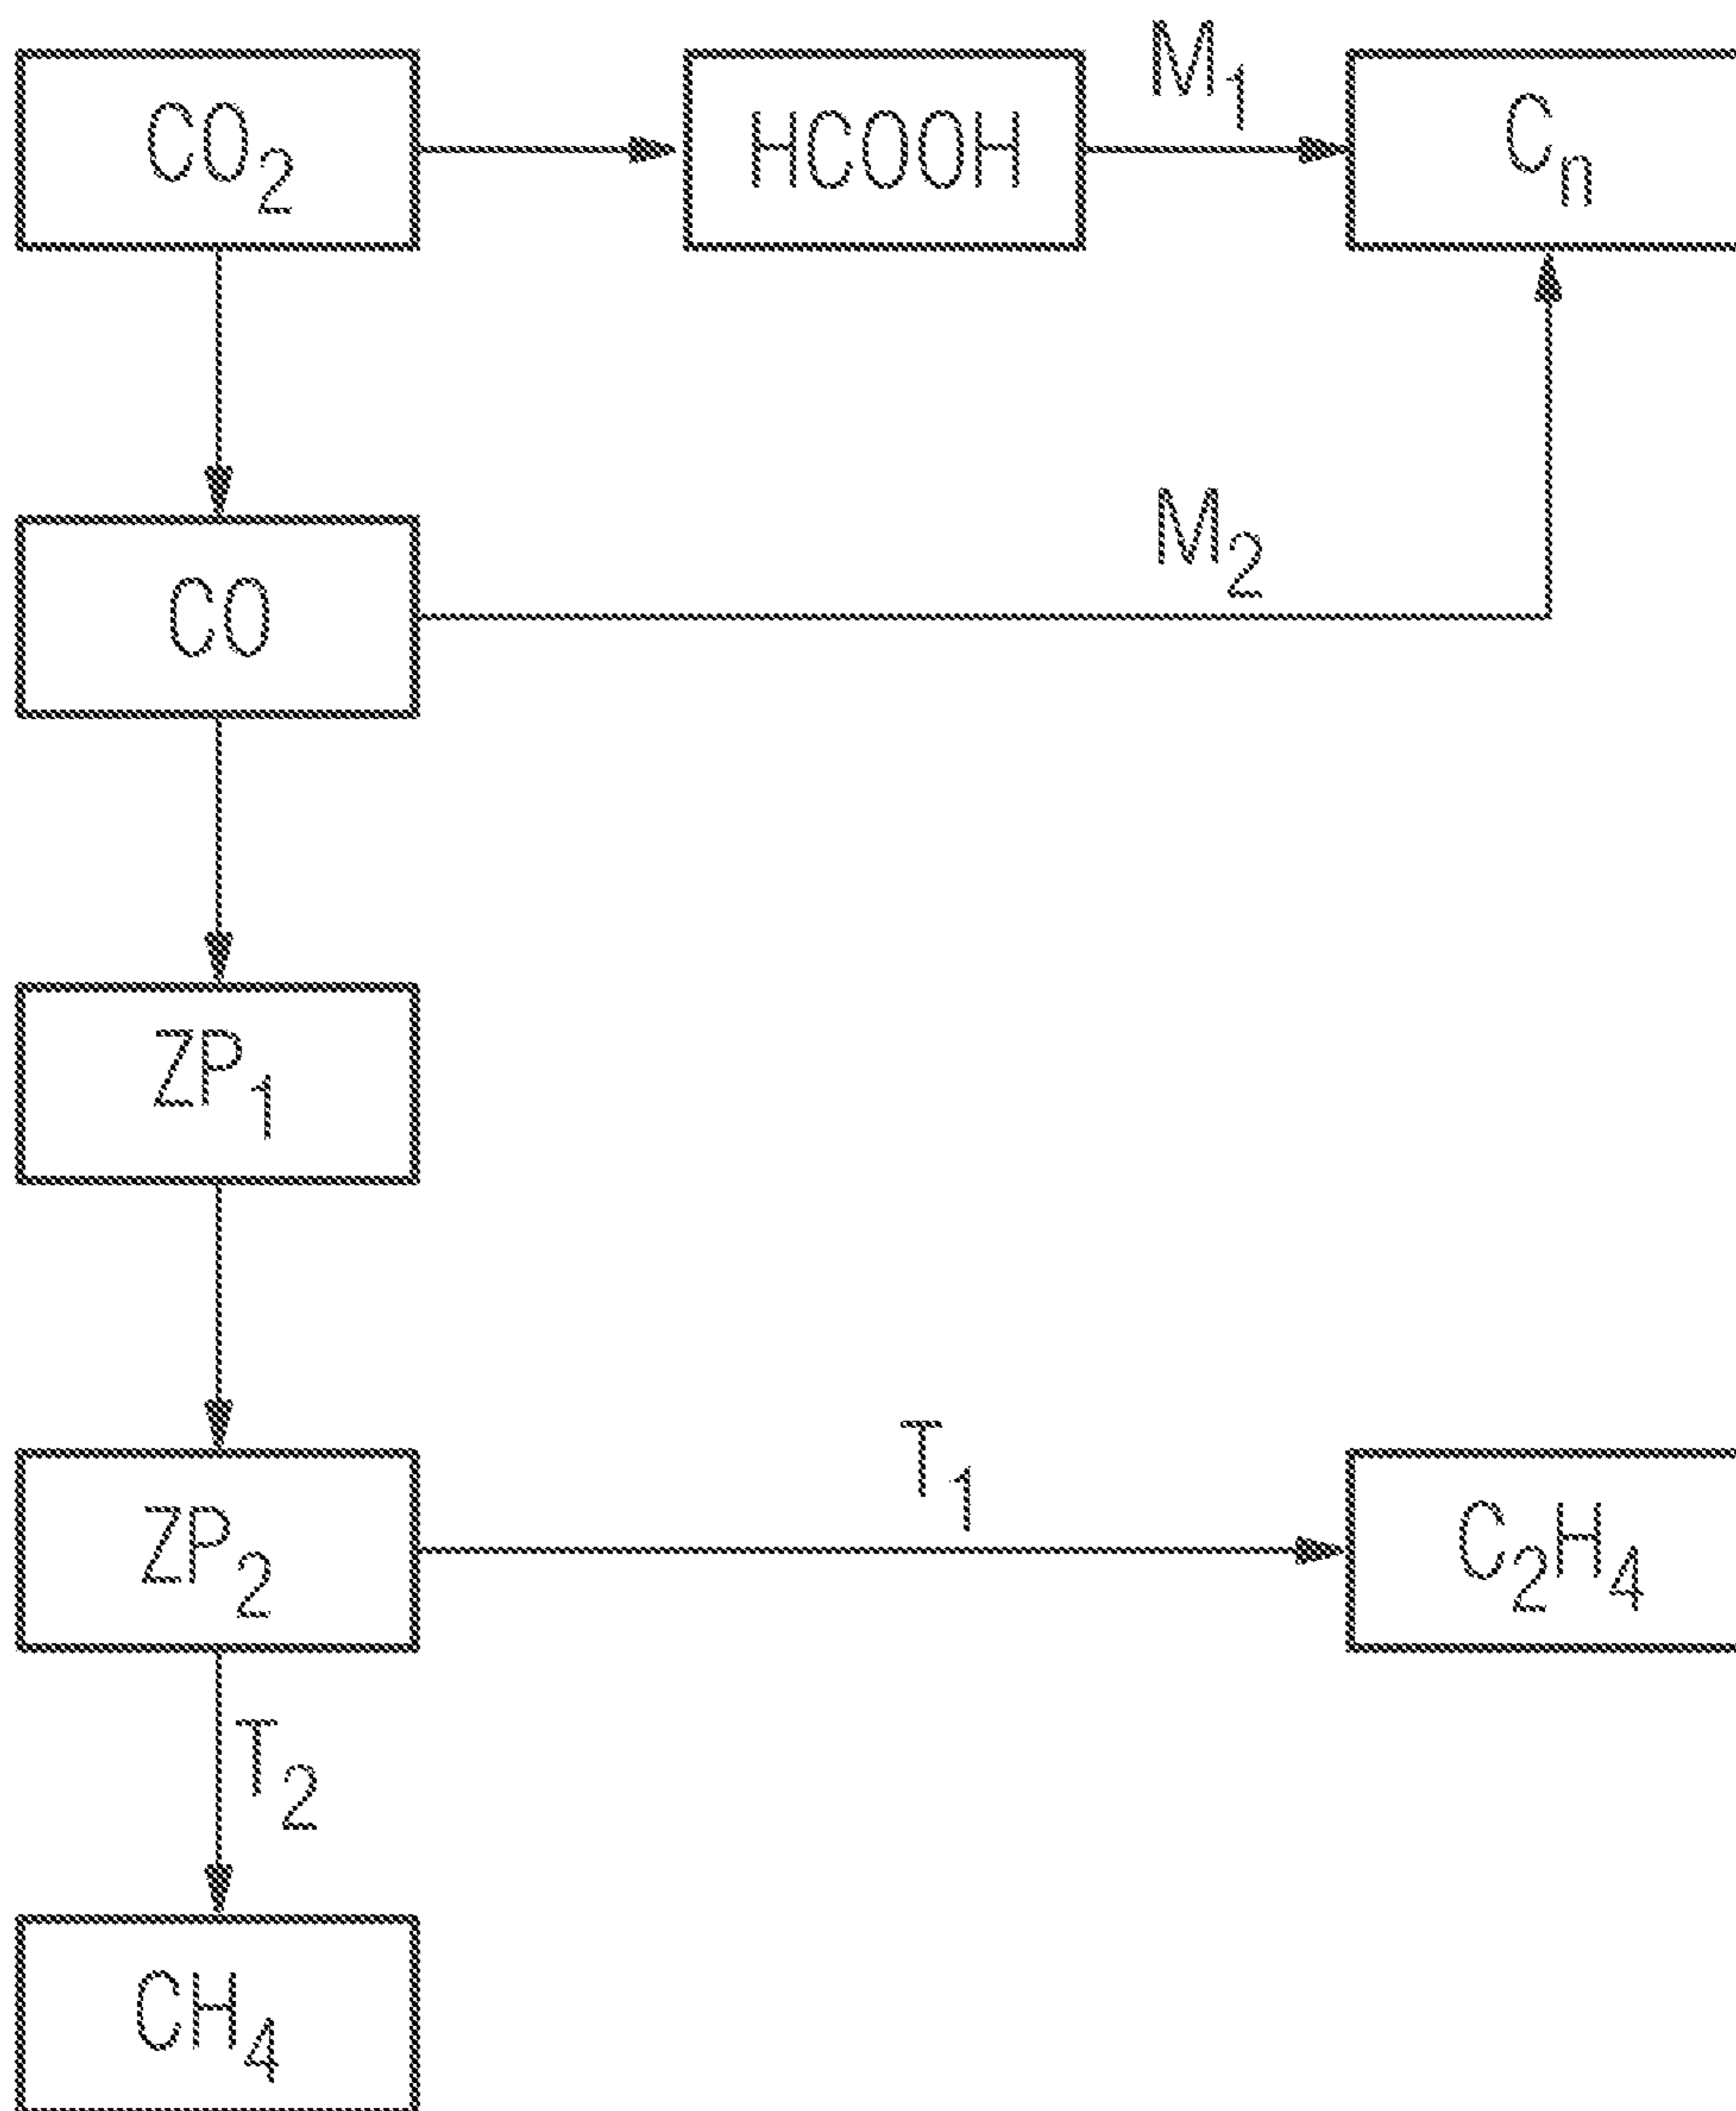 CO₂
HCOOH
M₁
Cₙ
CO
M₂
ZP₁
ZP₂
T₁
C₂H₄
T₂
CH₄